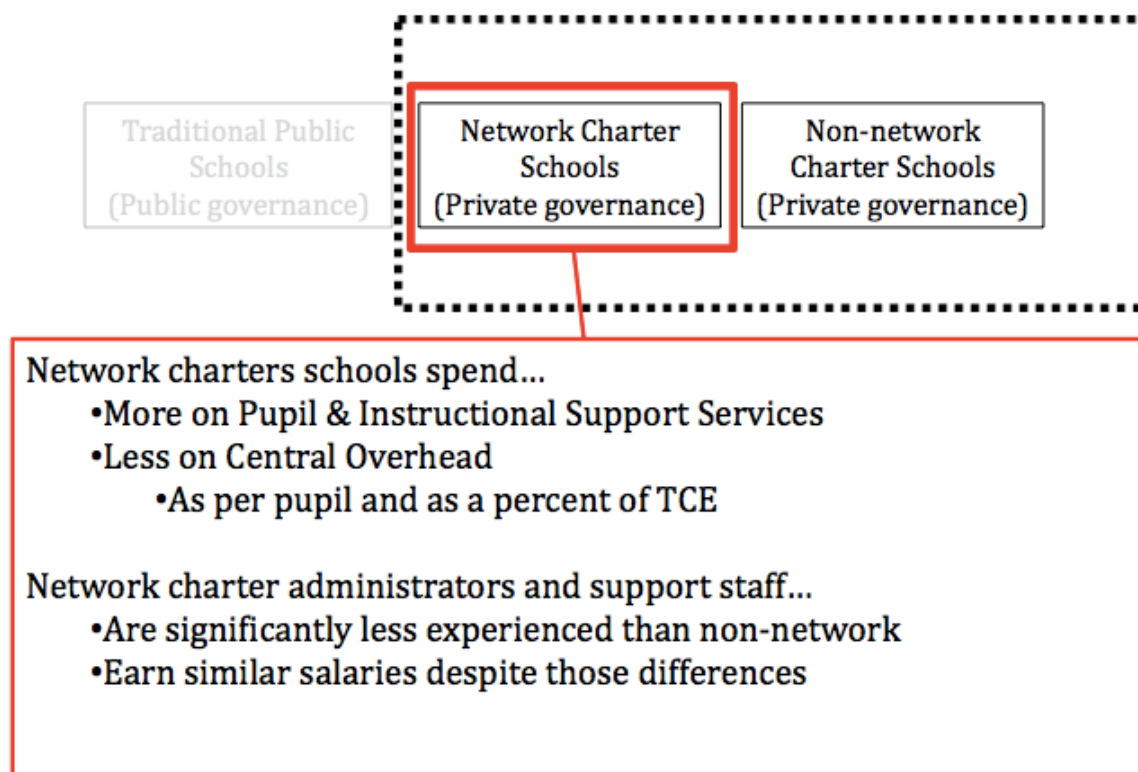 Traditional Public
Schools
(Public governance)
Network Charter
Schools
(Private governance)
Non-network
Charter Schools
(Private governance)
Network charters schools spend...
•More on Pupil & Instructional Support Services
•Less on Central Overhead
•As per pupil and as a percent of TCE
Network charter administrators and support staff...
•Are significantly less experienced than non-network
•Earn similar salaries despite those differences